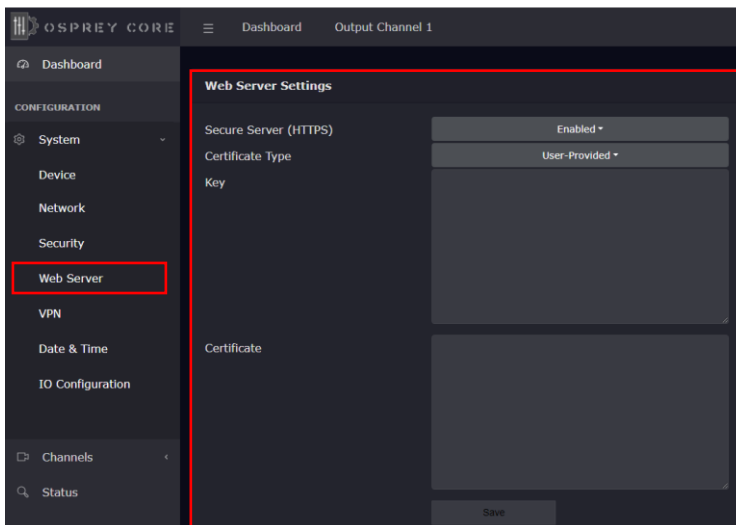 OSPREY CORE
Dashboard
Output Channel 1
Dashboard
CONFIGURATION
System
Device
Network
Security
Web Server
VPN
Date & Time
IO Configuration
Channels
Status
Web Server Settings
Secure Server (HTTPS)
Enabled
Certificate Type
User-Provided
Key
Certificate
Save